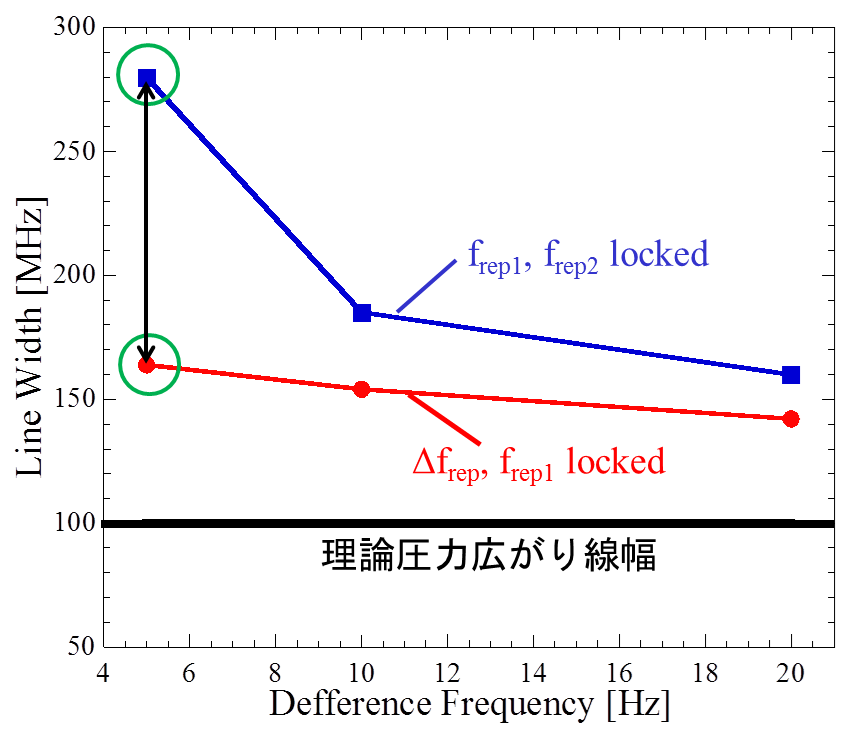 300
250
200
150
100
50
Line Width [MHz]
frep1, frep2 locked
Δfrep, frep1 locked
理論圧力広がり線幅
4 6 8 10 12 14 16 18 20
Defference Frequency [Hz]